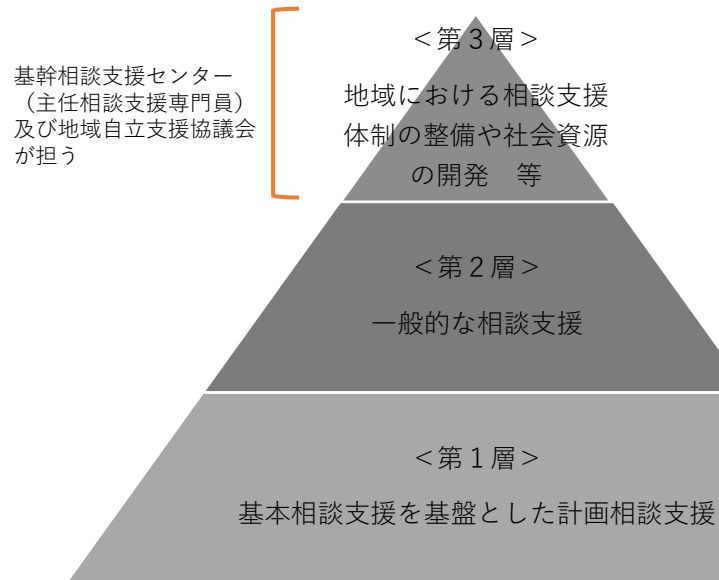 基幹相談支援センター
（主任相談支援専門員）
及び地域自立支援協議会
が担う
＜第３層＞
地域における相談支援
体制の整備や社会資源
の開発　等
＜第２層＞
一般的な相談支援
＜第１層＞
基本相談支援を基盤とした計画相談支援